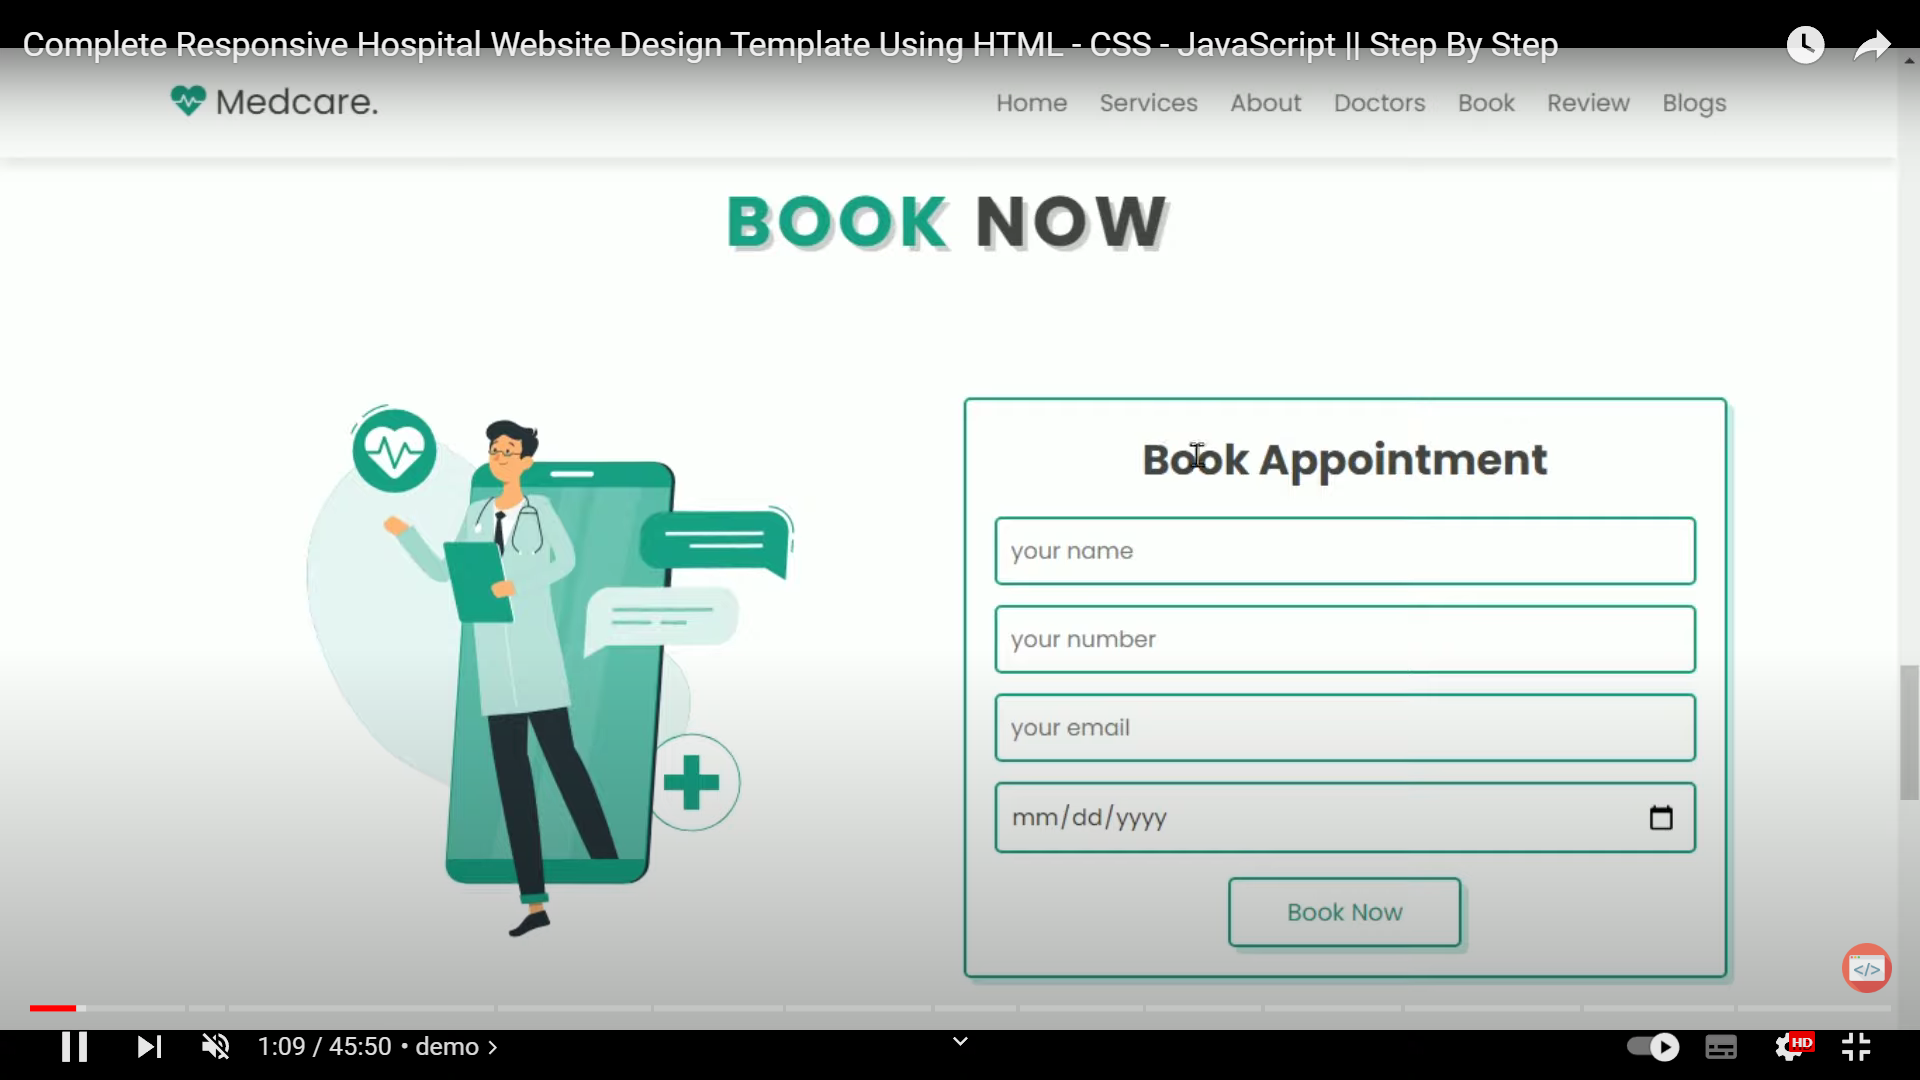 Complete Responsive Hospital Website Design Template Using HTML - CSS - JavaScript || Step By Step
Medcare.
Home Services About Doctors Book Review Blogs
BOOK NOW
Book Appointment
your name
your number
your email
mm/dd/yyyy
Book Now
</>
1:09 / 45:50 • demo >
HD